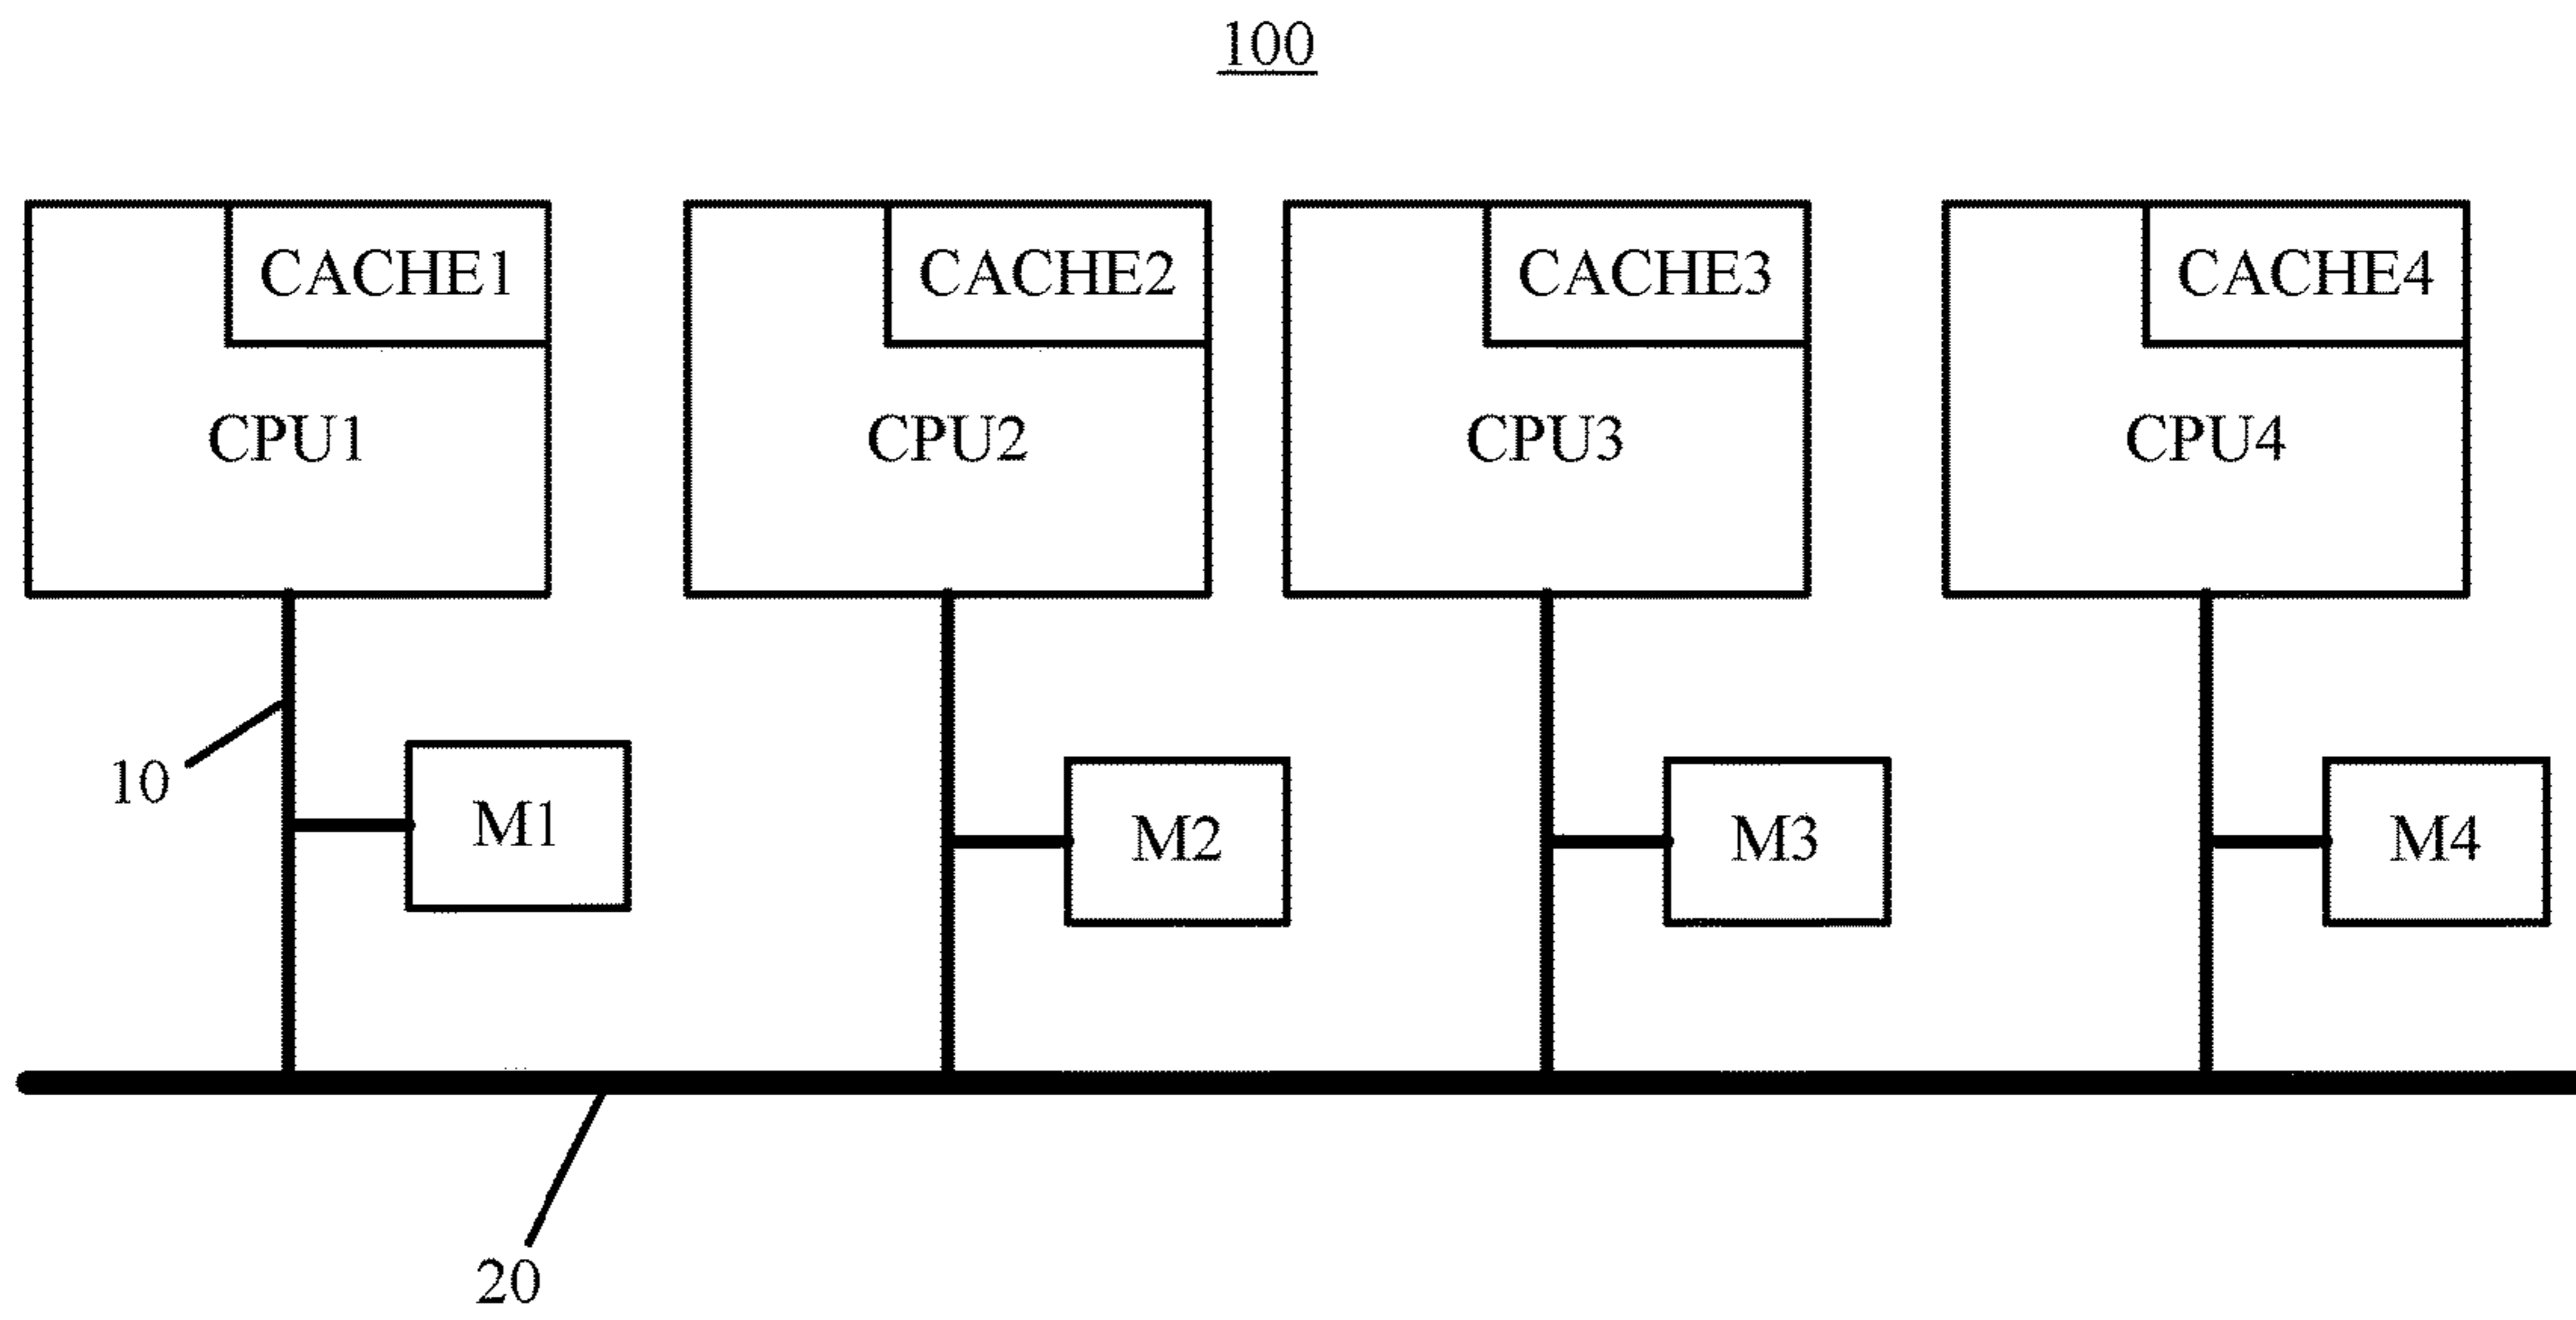 100
CACHE1 CACHE2 CACHE3 CACHE4
CPU1 CPU2 CPU3 CPU4
10
M1 M2 M3 M4
20